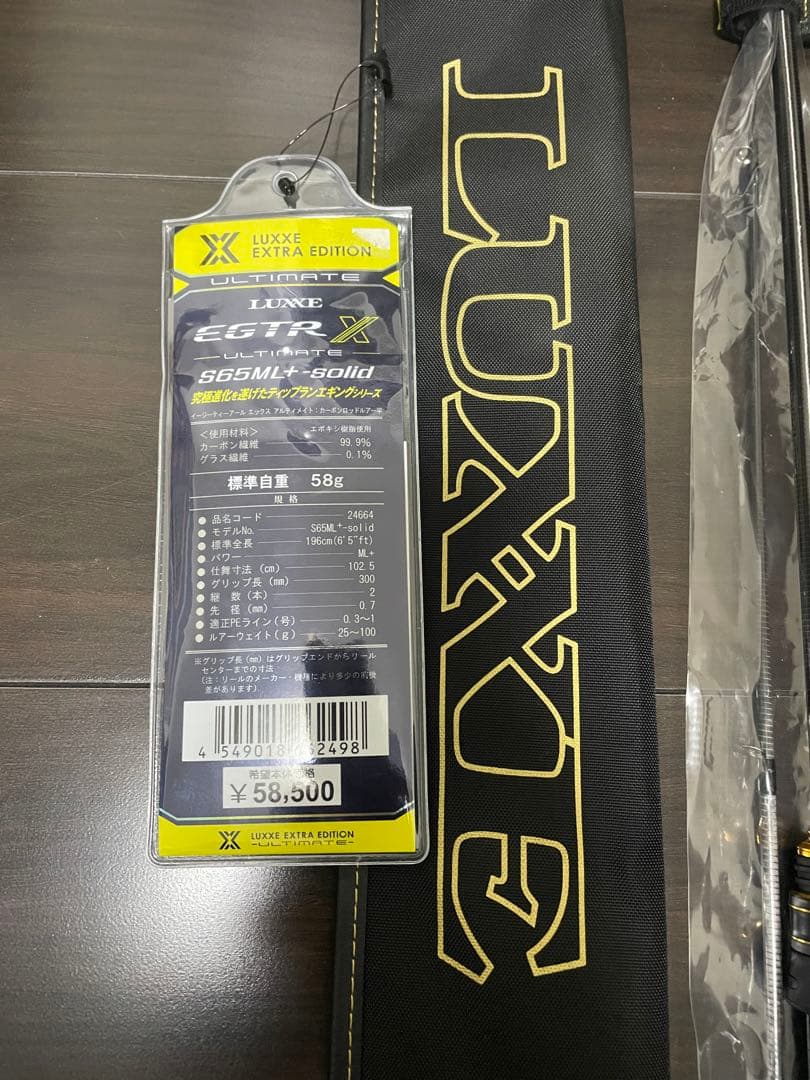 LUXXE
EXTRA EDITION
ULTIMATE
LUXXE
EGTR X
ULTIMATE
S65ML+-solid
究極進化を遂げたティップランエギングシリーズ
イージーティーアール エックス アルティメイト：カーボンロッドルアー竿
＜使用材料＞ エポキシ樹脂使用
カーボン繊維 99.9%
グラス繊維 0.1%
標準自重 58g
規格
● 品名コード 24664
● モデルNo. S65ML+-solid
● 標準全長 196cm(6'5"ft)
● パワー ML+
● 仕舞寸法（cm） 102.5
● グリップ長（mm） 300
● 継 数（本） 2
● 先 径（mm） 0.7
● 適正PEライン（号） 0.3〜1
● ルアーウェイト（g） 25〜100
※グリップ長（mm）はグリップエンドからリール
センターまでの寸法
（注：リールのメーカー・機種により多少の
差があります）
4 549018 2498
希望本体価格
¥58,500
LUXXE EXTRA EDITION
-ULTIMATE-
LUXXE